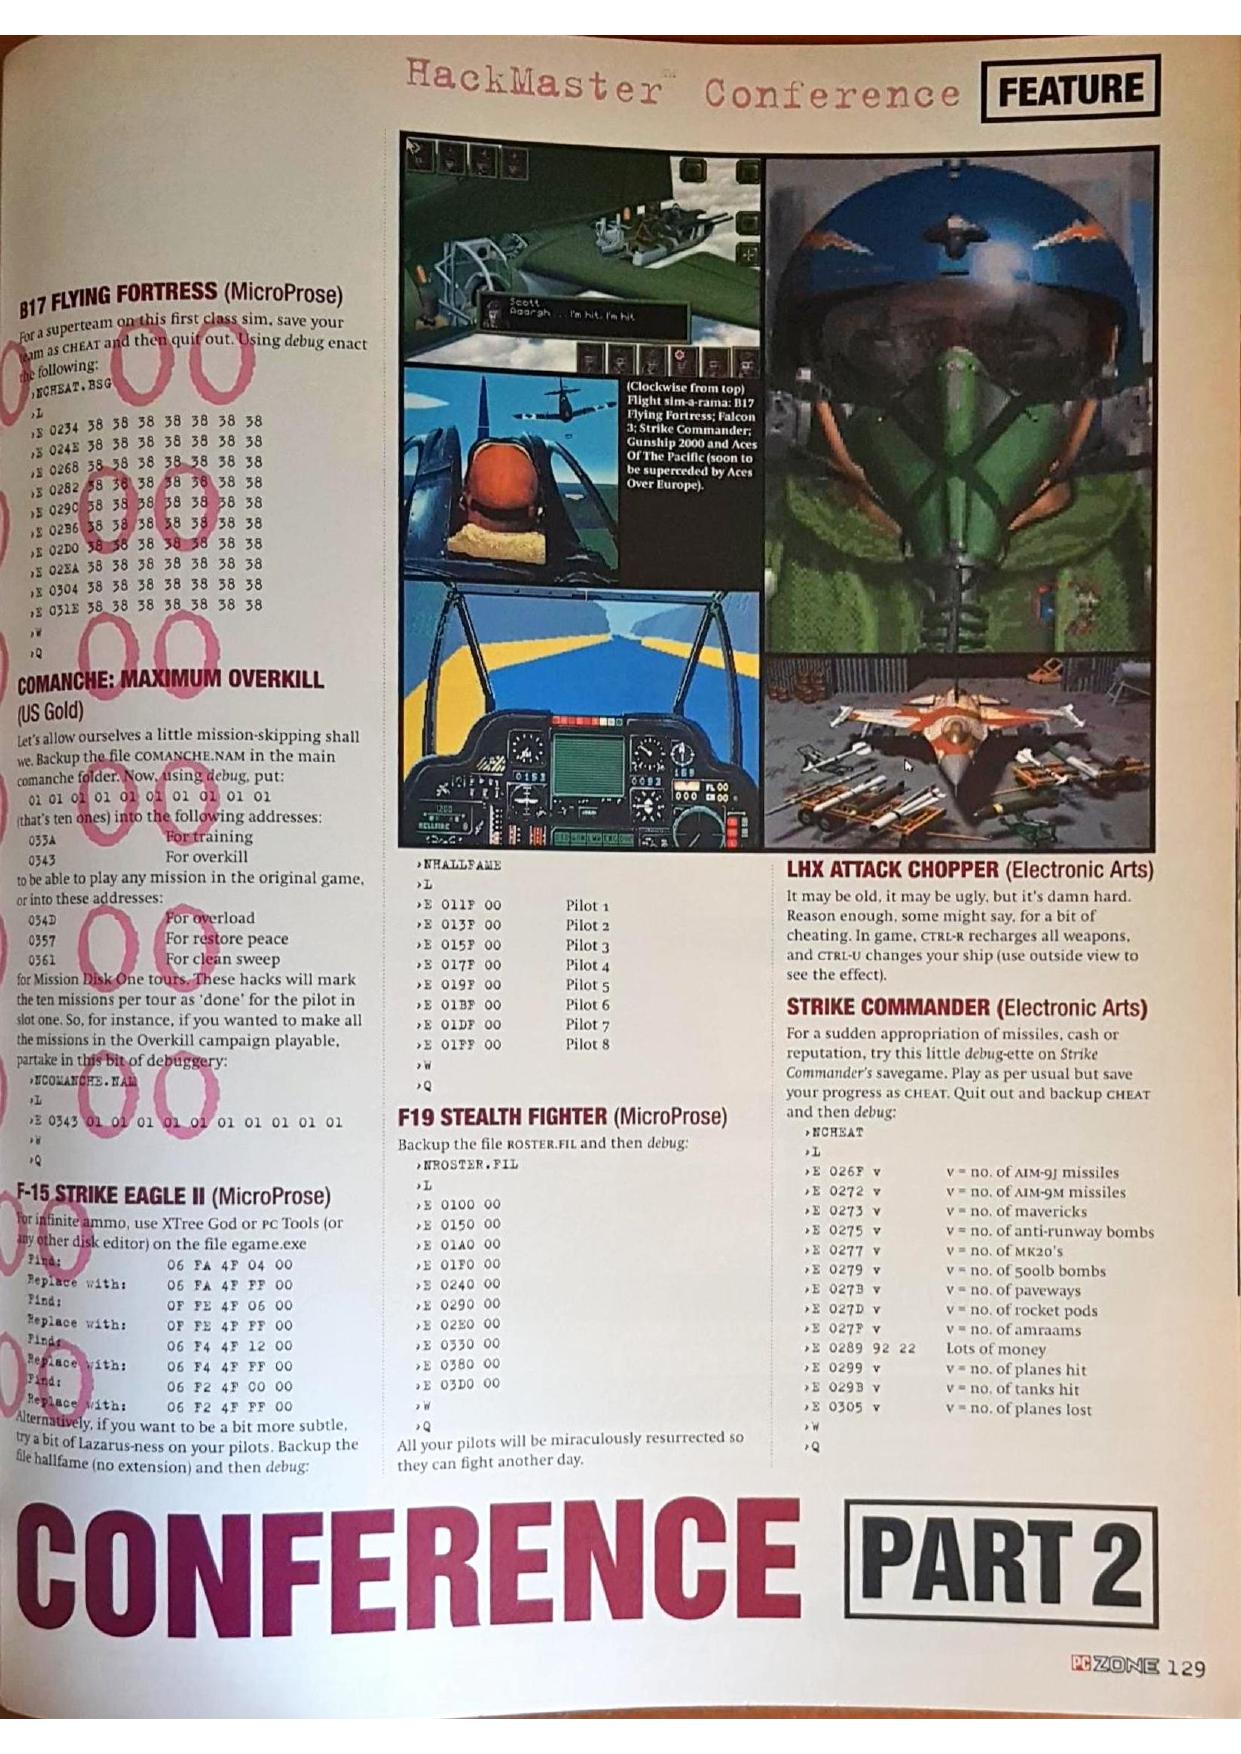 HackMaster™ Conference FEATURE
B17 FLYING FORTRESS (MicroProse)
For a superteam on this first class sim, save your
team as CHEAT and then quit out. Using debug enact
the following:
›NCHEAT.BSG
›L
›E 0234 38 38 38 38 38 38 38
›E 024E 38 38 38 38 38 38 38
›E 0268 38 38 38 38 38 38 38
›E 0282 38 38 38 38 38 38 38
›E 029C 38 38 38 38 38 38 38
›E 02B6 38 38 38 38 38 38 38
›E 02D0 38 38 38 38 38 38 38
›E 02EA 38 38 38 38 38 38 38
›E 0304 38 38 38 38 38 38 38
›E 031E 38 38 38 38 38 38 38
›W
›Q
COMANCHE: MAXIMUM OVERKILL
(US Gold)
Let's allow ourselves a little mission-skipping shall
we. Backup the file COMANCHE.NAM in the main
comanche folder. Now, using debug, put:
01 01 01 01 01 01 01 01 01 01
(that's ten ones) into the following addresses:
033A For training
0343 For overkill
to be able to play any mission in the original game,
or into these addresses:
034D For overload
0357 For restore peace
0361 For clean sweep
for Mission Disk One tours. These hacks will mark
the ten missions per tour as 'done' for the pilot in
slot one. So, for instance, if you wanted to make all
the missions in the Overkill campaign playable,
partake in this bit of debuggery:
›NCOMANCHE.NAM
›L
›E 0343 01 01 01 01 01 01 01 01 01 01
›W
›Q
F-15 STRIKE EAGLE II (MicroProse)
For infinite ammo, use XTree God or PC Tools (or
any other disk editor) on the file egame.exe
Find: 06 FA 4F 04 00
Replace with: 06 FA 4F FF 00
Find: 0F FE 4F 06 00
Replace with: 0F FE 4F FF 00
Find: 06 F4 4F 12 00
Replace with: 06 F4 4F FF 00
Find: 06 F2 4F C0 00
Replace with: 06 F2 4F FF 00
Alternatively, if you want to be a bit more subtle,
try a bit of Lazarus-ness on your pilots. Backup the
file hallfame (no extension) and then debug:
Scott
Aaargh ... I'm hit, I'm hit
(Clockwise from top)
Flight sim-a-rama: B17
Flying Fortress; Falcon
3; Strike Commander;
Gunship 2000 and Aces
Of The Pacific (soon to
be superceded by Aces
Over Europe).
›NHALLFAME
›L
›E 011F 00 Pilot 1
›E 013F 00 Pilot 2
›E 015F 00 Pilot 3
›E 017F 00 Pilot 4
›E 019F 00 Pilot 5
›E 01BF 00 Pilot 6
›E 01DF 00 Pilot 7
›E 01FF 00 Pilot 8
›W
›Q
F19 STEALTH FIGHTER (MicroProse)
Backup the file ROSTER.FIL and then debug:
›NROSTER.FIL
›L
›E 0100 00
›E 0150 00
›E 01A0 00
›E 01F0 00
›E 0240 00
›E 0290 00
›E 02E0 00
›E 0330 00
›E 0380 00
›E 03D0 00
›W
›Q
All your pilots will be miraculously resurrected so
they can fight another day.
LHX ATTACK CHOPPER (Electronic Arts)
It may be old, it may be ugly, but it's damn hard.
Reason enough, some might say, for a bit of
cheating. In game, CTRL-R recharges all weapons,
and CTRL-U changes your ship (use outside view to
see the effect).
STRIKE COMMANDER (Electronic Arts)
For a sudden appropriation of missiles, cash or
reputation, try this little debug-ette on Strike
Commander's savegame. Play as per usual but save
your progress as CHEAT. Quit out and backup CHEAT
and then debug:
›NCHEAT
›L
›E 026F v v = no. of AIM-9J missiles
›E 0272 v v = no. of AIM-9M missiles
›E 0273 v v = no. of mavericks
›E 0275 v v = no. of anti-runway bombs
›E 0277 v v = no. of MK20's
›E 0279 v v = no. of 500lb bombs
›E 027B v v = no. of paveways
›E 027D v v = no. of rocket pods
›E 027F v v = no. of amraams
›E 0289 92 22 Lots of money
›E 0299 v v = no. of planes hit
›E 029B v v = no. of tanks hit
›E 0305 v v = no. of planes lost
›W
›Q
CONFERENCE PART 2
PC ZONE 129